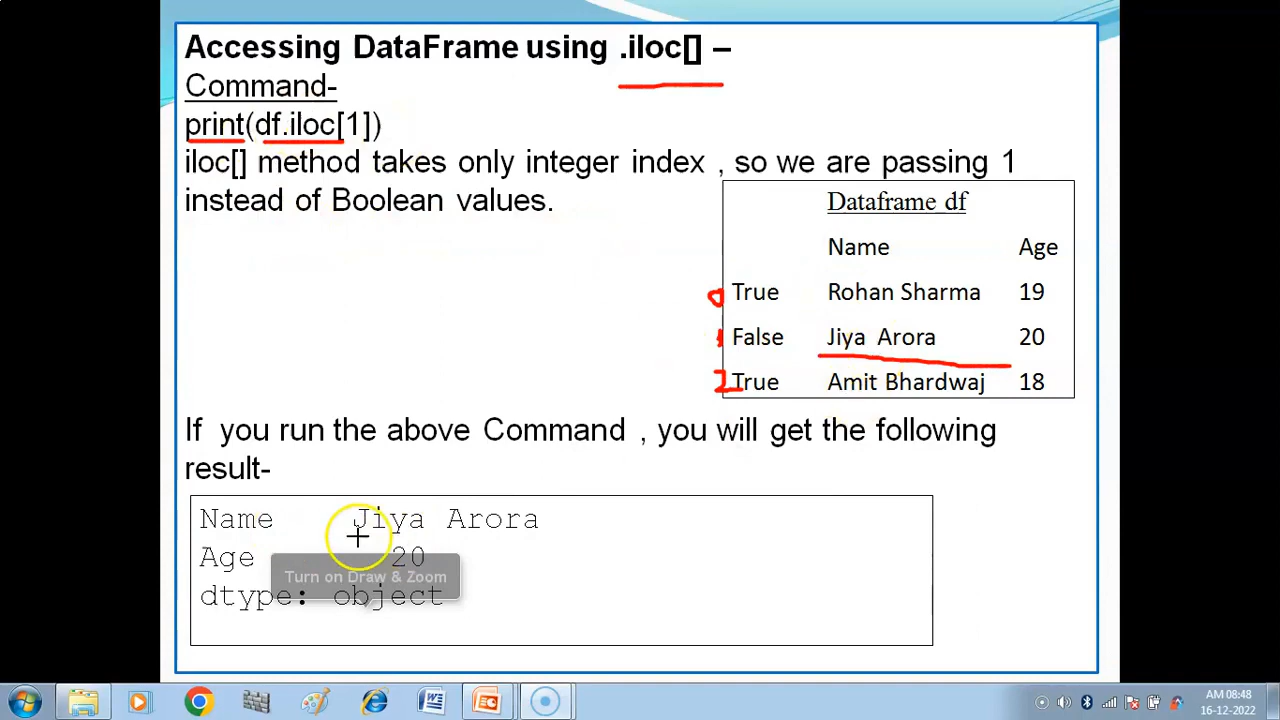 Accessing DataFrame using .iloc[] –
Command-
print(df.iloc[1])
iloc[] method takes only integer index , so we are passing 1
instead of Boolean values.
Dataframe df
Name Age
0 True Rohan Sharma 19
1 False Jiya Arora 20
2 True Amit Bhardwaj 18
If you run the above Command , you will get the following
result-
Name Jiya Arora
Age 20
Turn on Draw & Zoom
dtype: object
AM 08:48
16-12-2022